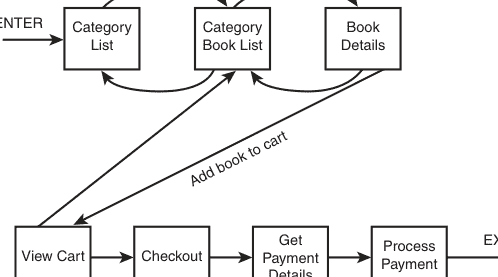 ENTER
Category
List
Category
Book List
Book
Details
Add book to cart
View Cart
Checkout
Get
Payment
Details
Process
Payment